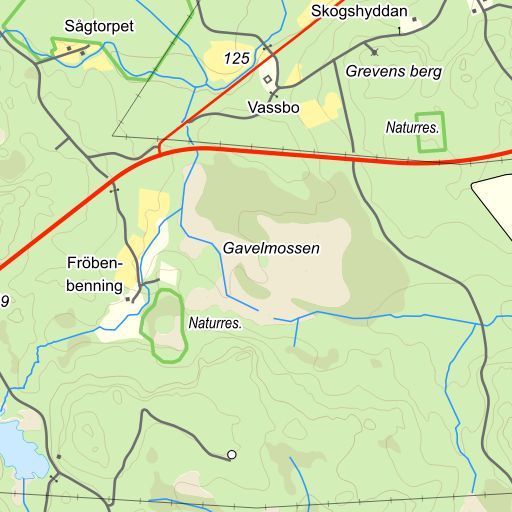 Skogshyddan
Sågtorpet
125
Grevens berg
Vassbo
Naturres.
Gavelmossen
Fröben-
benning
9
Naturres.